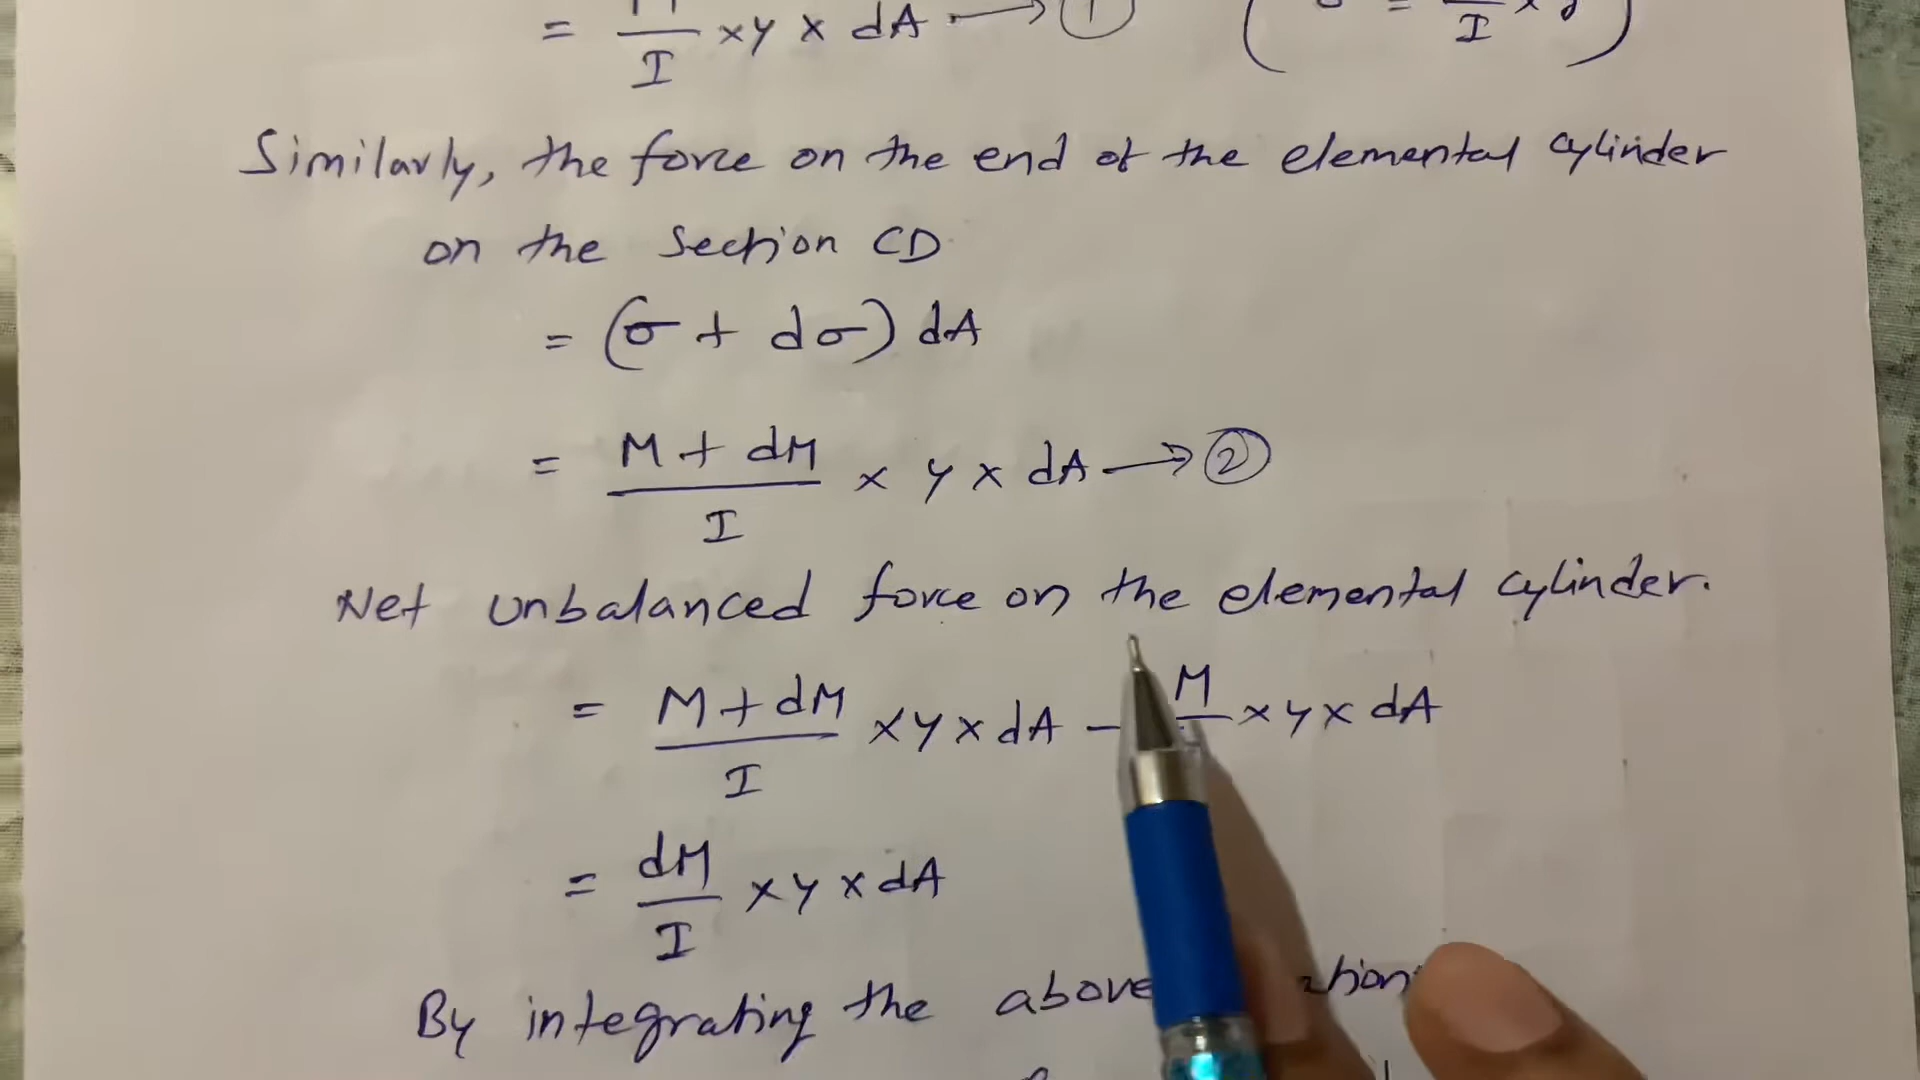 = M/I × y × dA → ① ( = /I × y )
Similarly, the force on the end of the elemental cylinder
on the section CD
= (σ + dσ) dA
= (M + dM)/I × y × dA → ②
Net unbalanced force on the elemental cylinder.
= (M + dM)/I × y × dA - M × y × dA
= dM/I × y × dA
By integrating the above